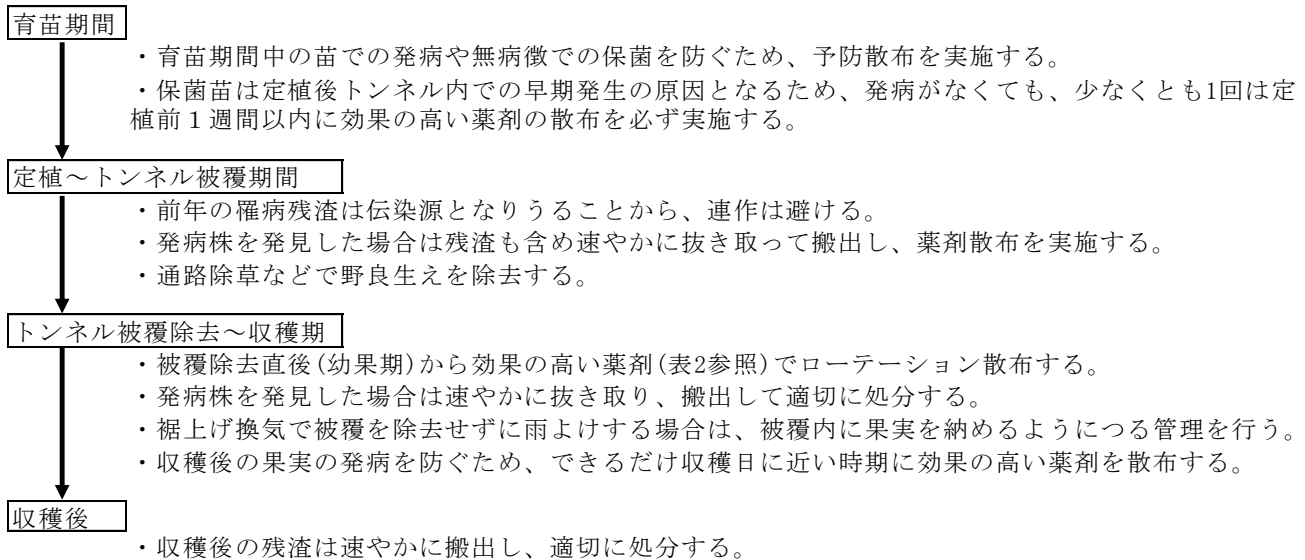 育苗期間
・育苗期間中の苗での発病や無病徴での保菌を防ぐため、予防散布を実施する。
・保菌苗は定植後トンネル内での早期発生の原因となるため、発病がなくても、少なくとも1回は定
植前１週間以内に効果の高い薬剤の散布を必ず実施する。
定植～トンネル被覆期間
・前年の罹病残渣は伝染源となりうることから、連作は避ける。
・発病株を発見した場合は残渣も含め速やかに抜き取って搬出し、薬剤散布を実施する。
・通路除草などで野良生えを除去する。
トンネル被覆除去～収穫期
・被覆除去直後(幼果期)から効果の高い薬剤(表2参照)でローテーション散布する。
・発病株を発見した場合は速やかに抜き取り、搬出して適切に処分する。
・裾上げ換気で被覆を除去せずに雨よけする場合は、被覆内に果実を納めるようにつる管理を行う。
・収穫後の果実の発病を防ぐため、できるだけ収穫日に近い時期に効果の高い薬剤を散布する。
収穫後
・収穫後の残渣は速やかに搬出し、適切に処分する。